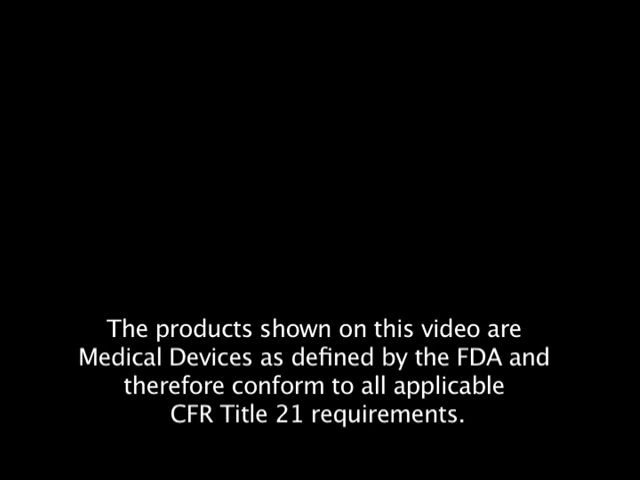 The products shown on this video are
Medical Devices as defined by the FDA and
therefore conform to all applicable
CFR Title 21 requirements.